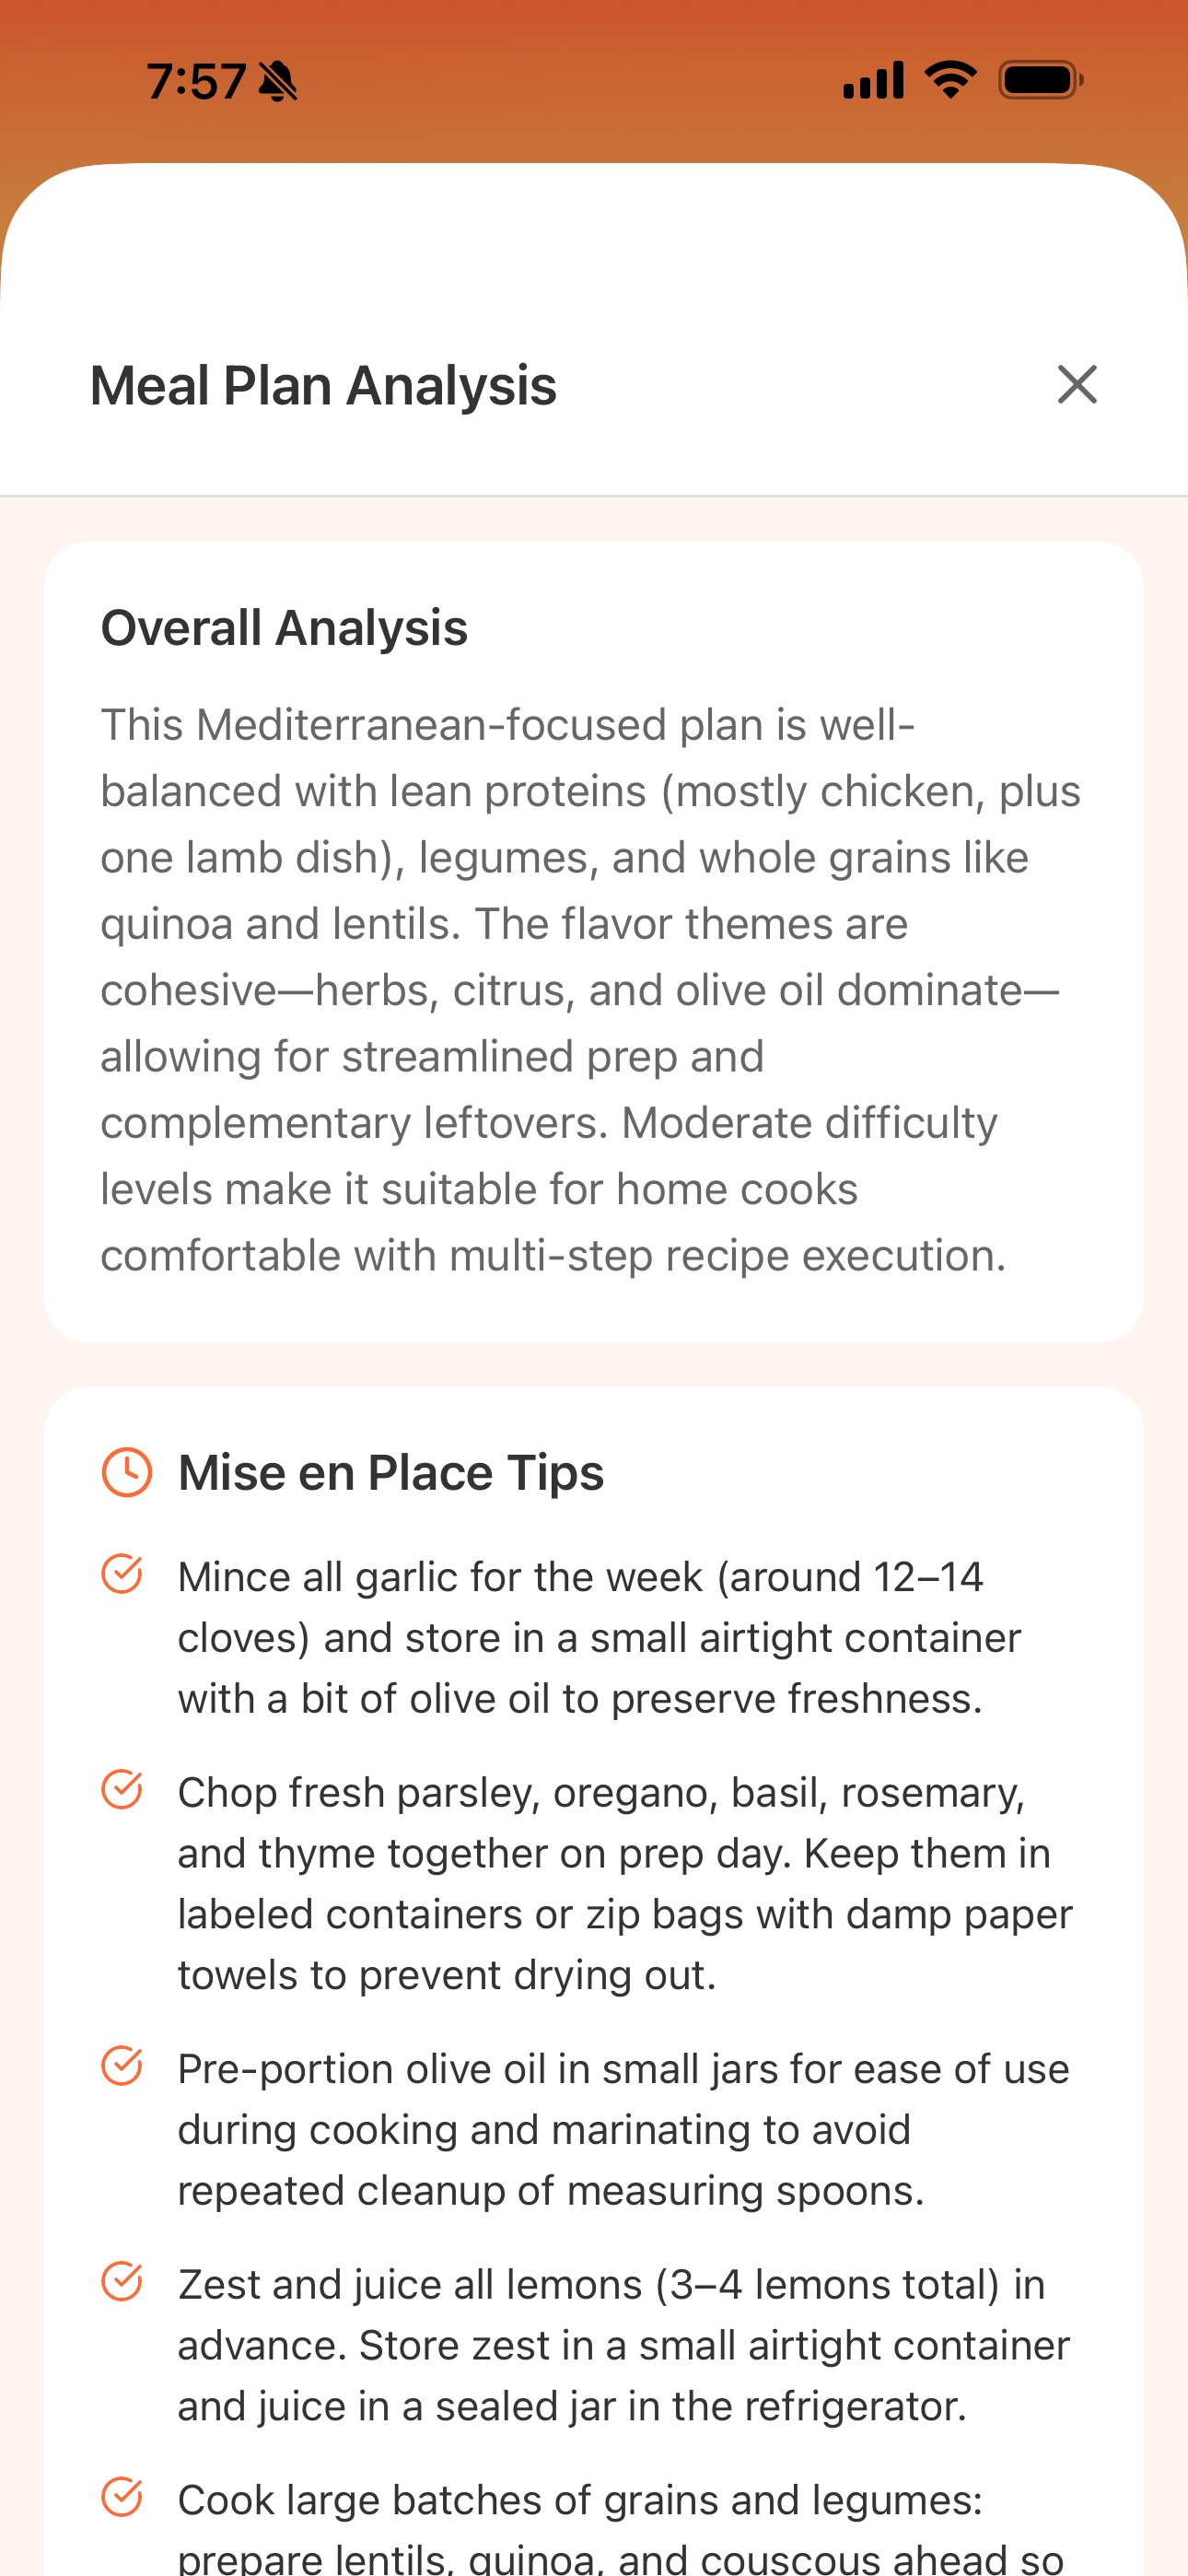 7:57
Meal Plan Analysis
Overall Analysis
This Mediterranean-focused plan is well-
balanced with lean proteins (mostly chicken, plus
one lamb dish), legumes, and whole grains like
quinoa and lentils. The flavor themes are
cohesive—herbs, citrus, and olive oil dominate—
allowing for streamlined prep and
complementary leftovers. Moderate difficulty
levels make it suitable for home cooks
comfortable with multi-step recipe execution.
Mise en Place Tips
Mince all garlic for the week (around 12–14
cloves) and store in a small airtight container
with a bit of olive oil to preserve freshness.
Chop fresh parsley, oregano, basil, rosemary,
and thyme together on prep day. Keep them in
labeled containers or zip bags with damp paper
towels to prevent drying out.
Pre-portion olive oil in small jars for ease of use
during cooking and marinating to avoid
repeated cleanup of measuring spoons.
Zest and juice all lemons (3–4 lemons total) in
advance. Store zest in a small airtight container
and juice in a sealed jar in the refrigerator.
Cook large batches of grains and legumes:
prepare lentils, quinoa, and couscous ahead so